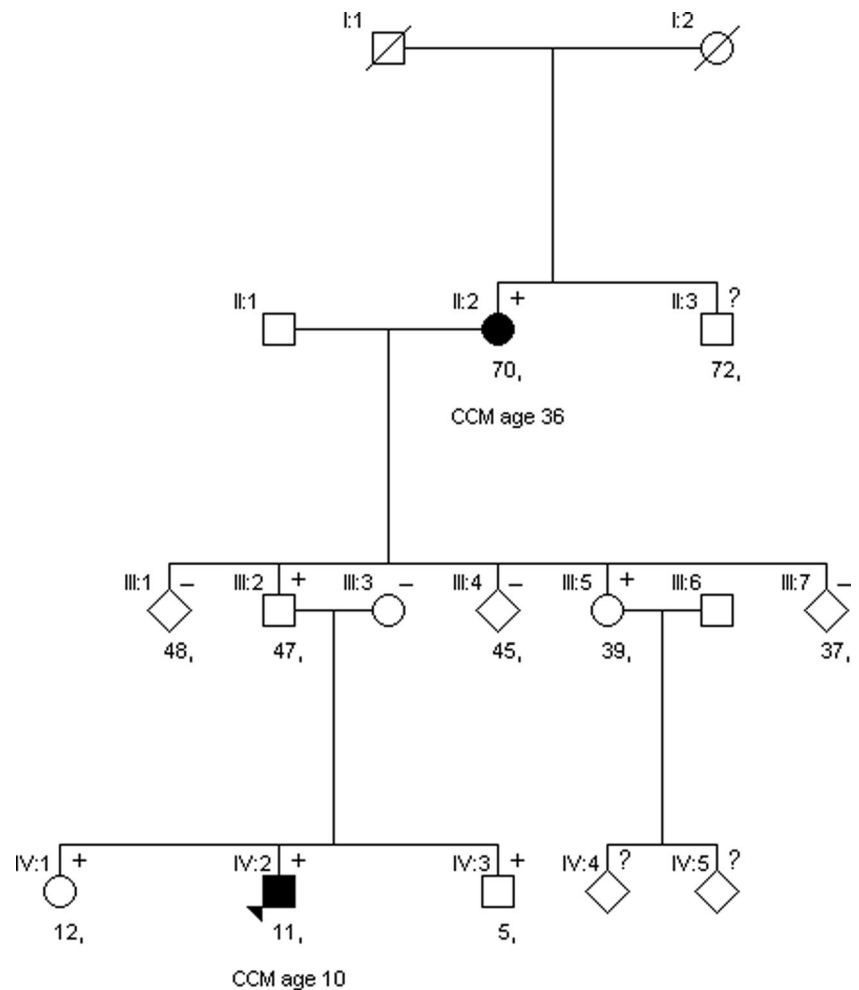 I:1 I:2
II:1 II:2 + II:3 ?
70, 72,
CCM age 36
III:1 – III:2 + III:3 – III:4 – III:5 + III:6 III:7 –
48, 47, 45, 39, 37,
IV:1 + IV:2 + IV:3 + IV:4 ? IV:5 ?
12, 11, 5,
CCM age 10